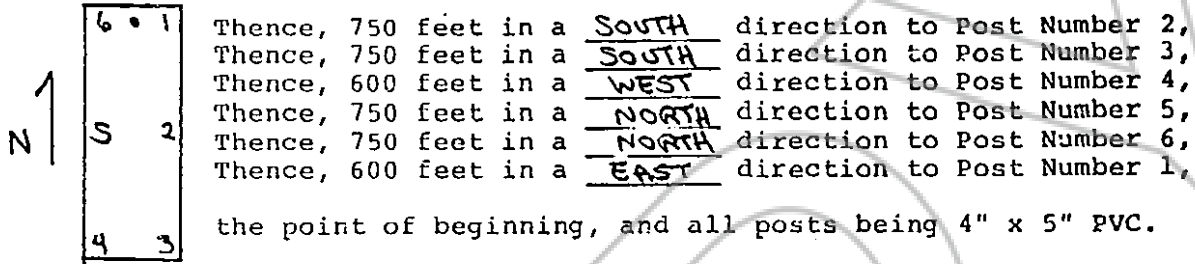 6 • 1
Thence, 750 feet in a SOUTH direction to Post Number 2,
Thence, 750 feet in a SOUTH direction to Post Number 3,
Thence, 600 feet in a WEST direction to Post Number 4,
N
5 2
Thence, 750 feet in a NORTH direction to Post Number 5,
Thence, 750 feet in a NORTH direction to Post Number 6,
Thence, 600 feet in a EAST direction to Post Number 1,
the point of beginning, and all posts being 4" x 5" PVC.
4 3